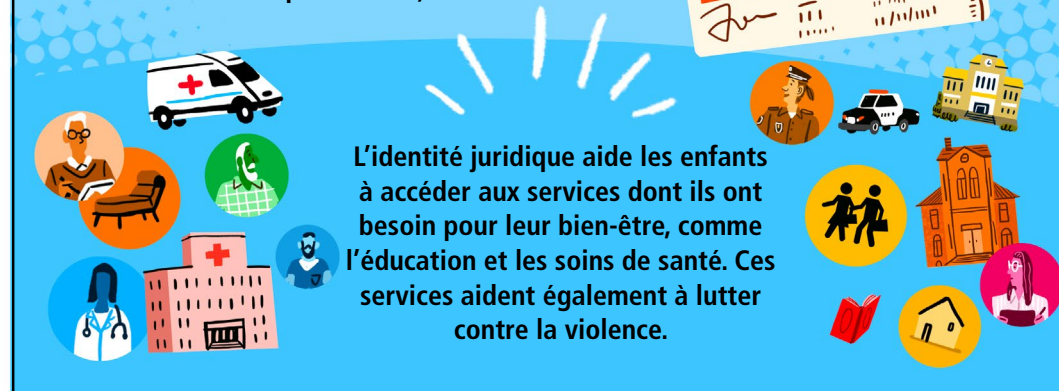 L’identité juridique aide les enfants
à accéder aux services dont ils ont
besoin pour leur bien-être, comme
l’éducation et les soins de santé. Ces
services aident également à lutter
contre la violence.